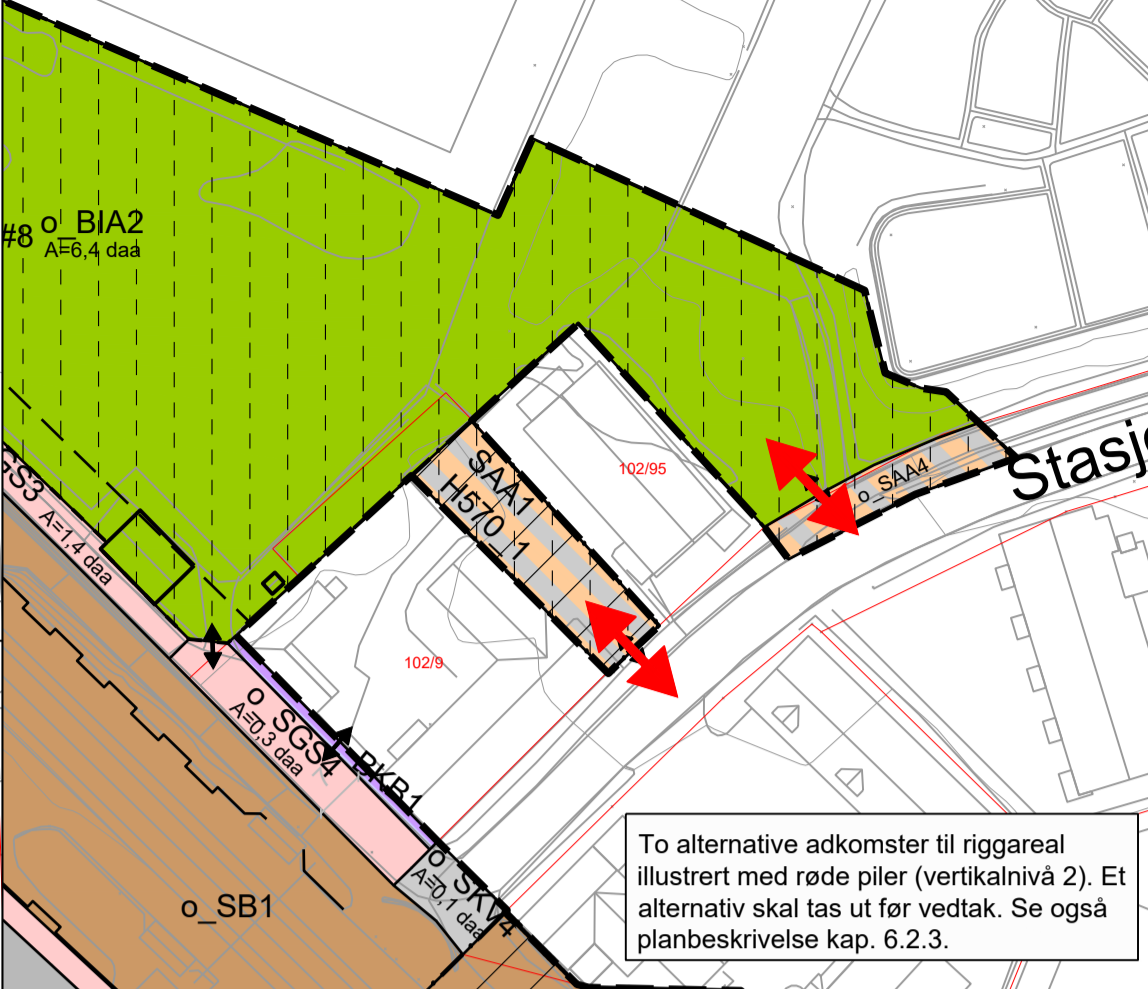 #8 o_BIA2
A=6,4 daa
GS3
A=1,4 daa
SAA1
H570_1
102/95
o_SAA4
Stasj
102/9
o_SGS4
A=0,3 daa
BKB1
o_SKV4
A=0,1 daa
o_SB1
To alternative adkomster til riggareal
illustrert med røde piler (vertikalnivå 2). Et
alternativ skal tas ut før vedtak. Se også
planbeskrivelse kap. 6.2.3.